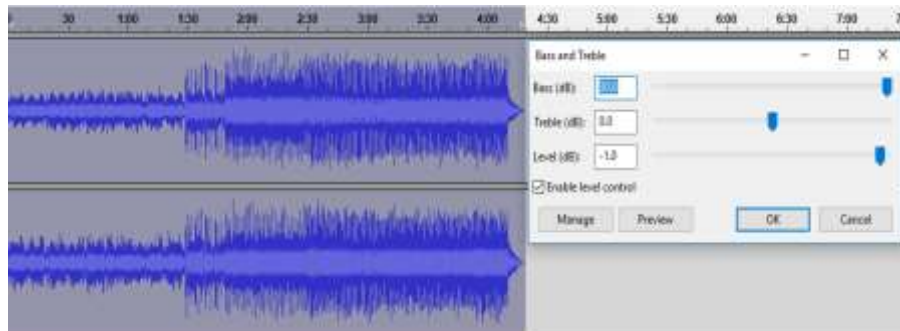 30 1:00 1:30 2:00 2:30 3:00 3:30 4:00 4:30 5:00 5:30 6:00 6:30 7:00
Bass and Treble
Bass (dB):
Treble (dB): 0.0
Level (dB): -1.0
Enable level control
Manage Preview OK Cancel